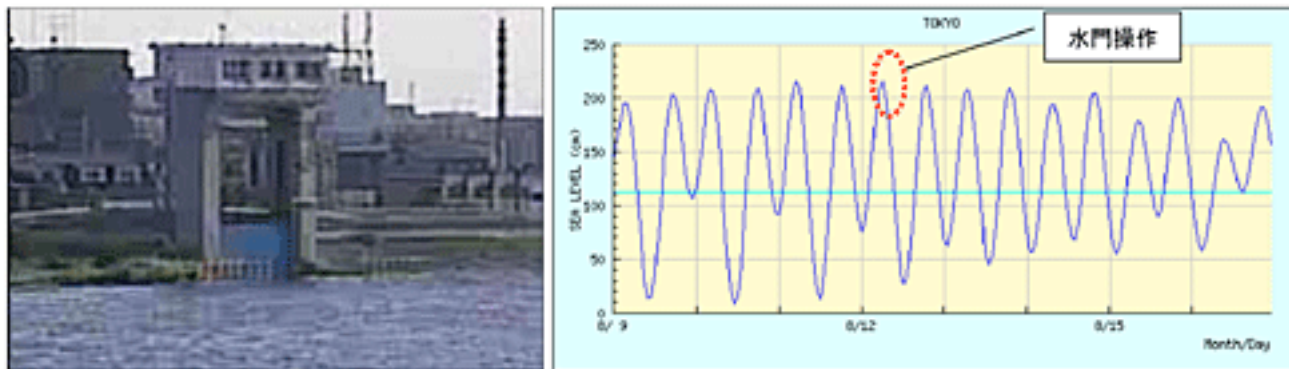 TOKYO
水門操作
250
200
150
100
50
0
SEA LEVEL (cm)
8/ 9
8/12
8/15
Month/Day